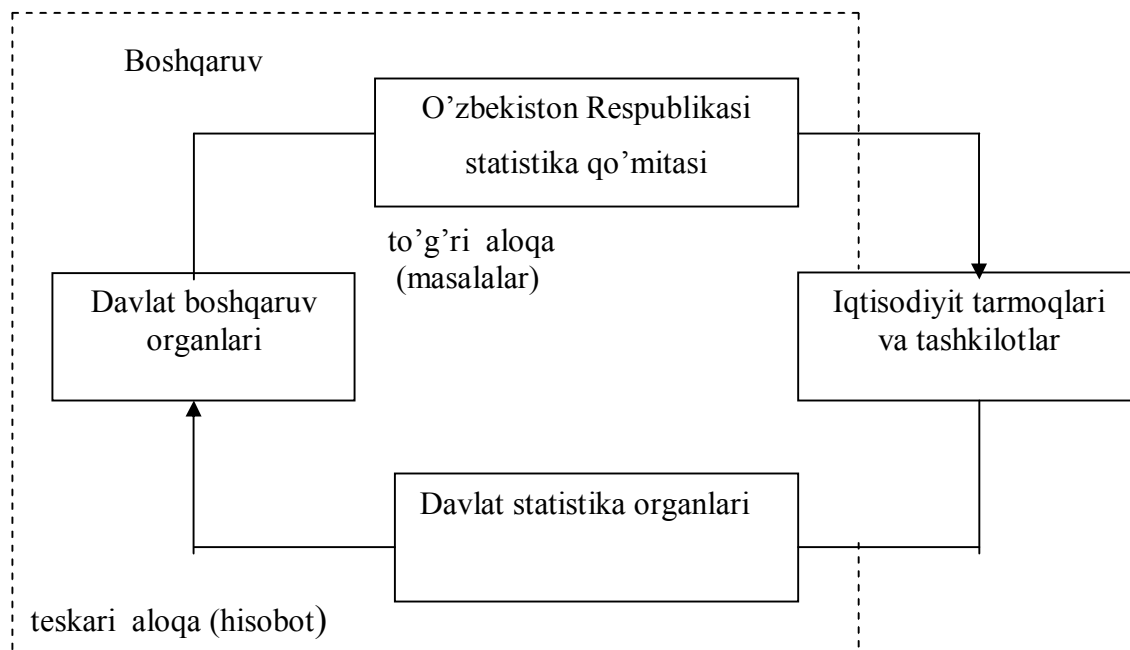 Boshqaruv
O’zbekiston Respublikasi
statistika qo’mitasi
to’g’ri aloqa
(masalalar)
Davlat boshqaruv
organlari
Iqtisodiyit tarmoqlari
va tashkilotlar
Davlat statistika organlari
teskari aloqa (hisobot)